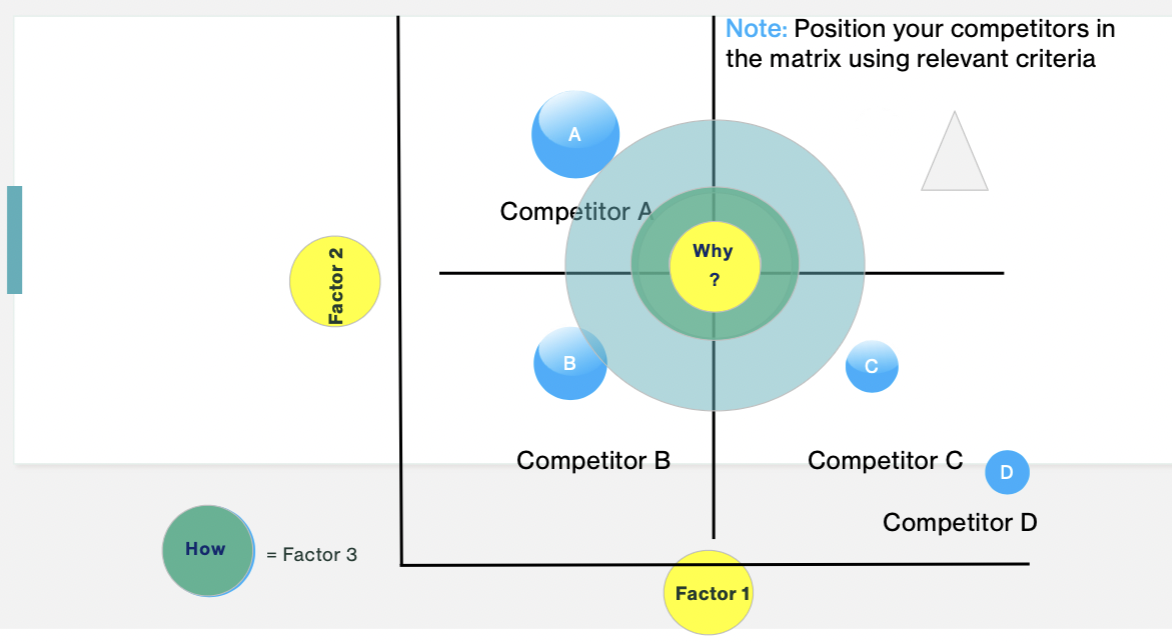 Note: Position your competitors in
the matrix using relevant criteria
A
Competitor A
Why
?
Factor 2
B
C
Competitor B
Competitor C
D
Competitor D
How
= Factor 3
Factor 1